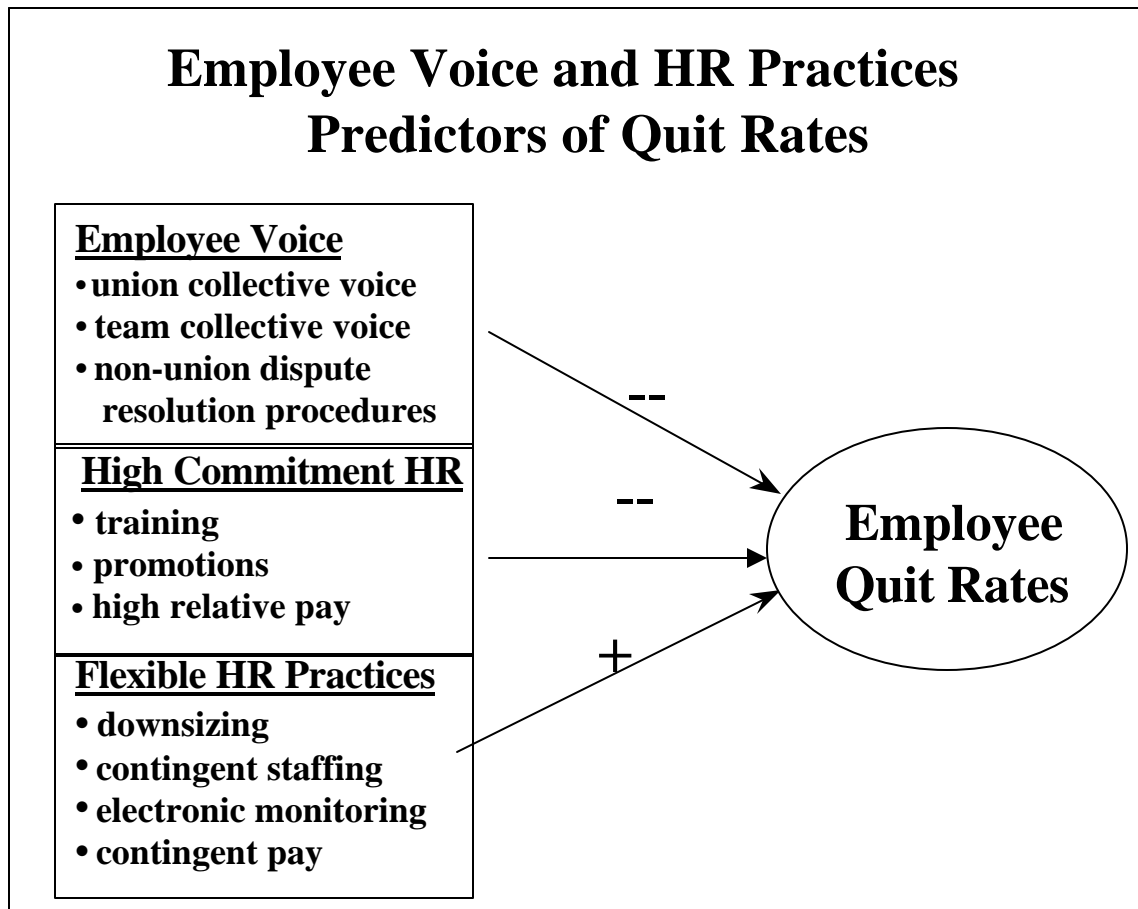 Employee Voice and HR Practices
Predictors of Quit Rates
Employee Voice
• union collective voice
• team collective voice
• non-union dispute
resolution procedures
--
High Commitment HR
• training
• promotions
• high relative pay
--
Employee
Quit Rates
Flexible HR Practices
• downsizing
• contingent staffing
• electronic monitoring
• contingent pay
+